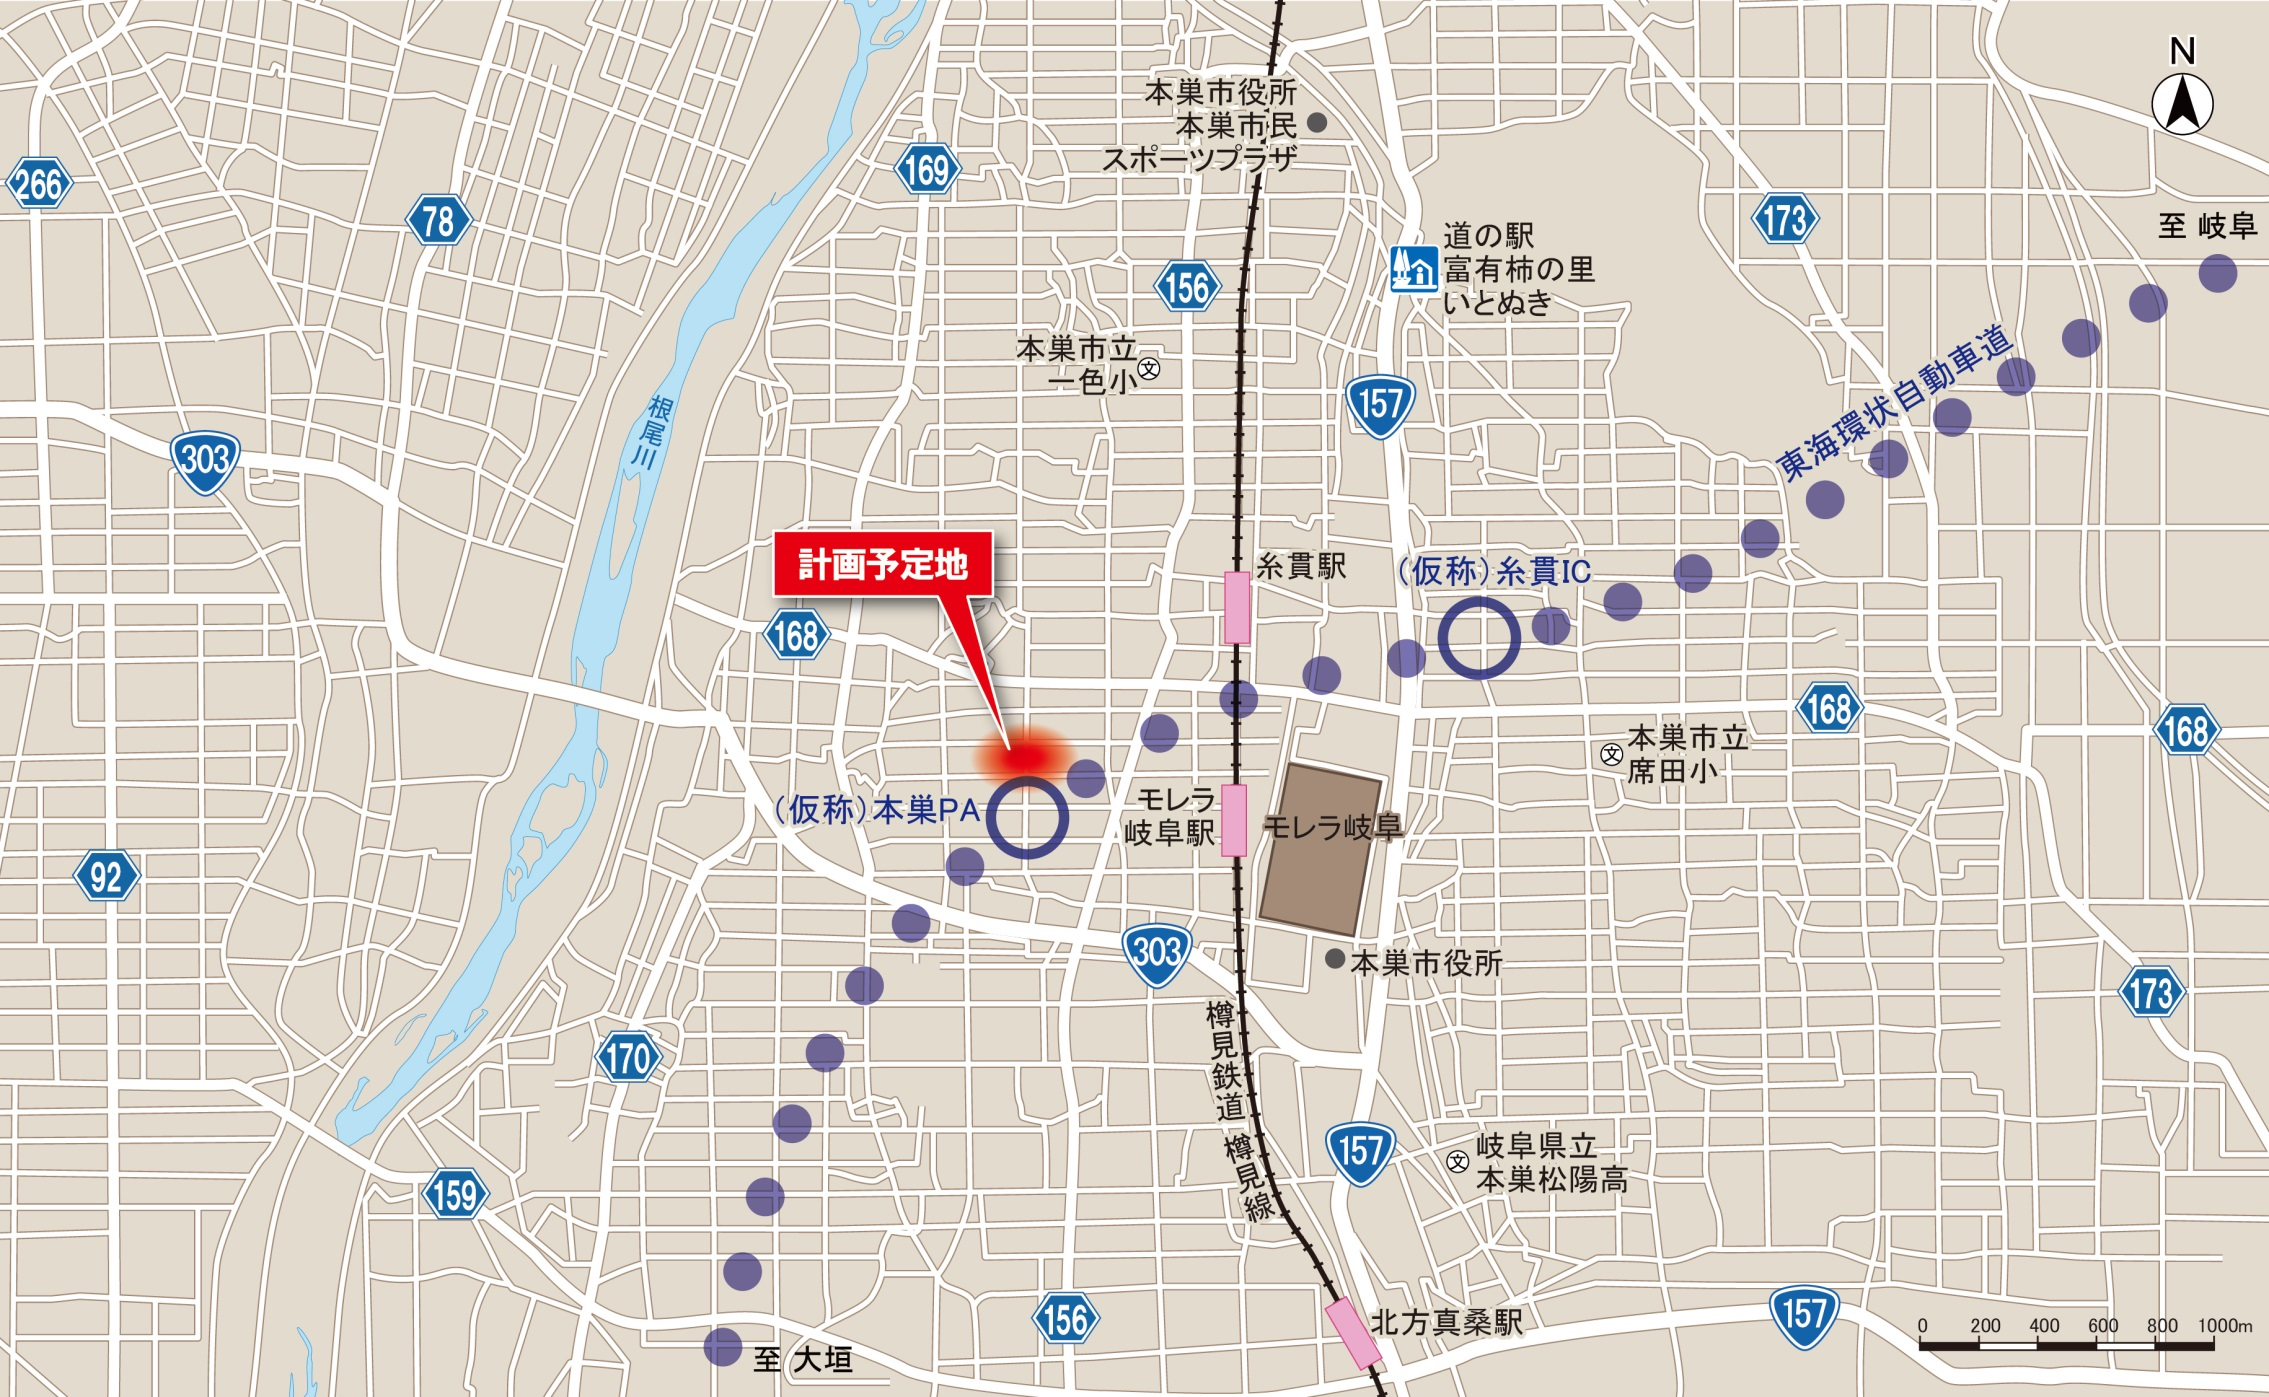 N
本巣市役所
本巣市民
スポーツプラザ
266
78
169
173
至 岐阜
道の駅
富有柿の里
いとぬき
156
本巣市立
一色小
157
東海環状自動車道
根尾川
303
計画予定地
糸貫駅
（仮称）糸貫IC
168
168
168
本巣市立
席田小
（仮称）本巣PA
モレラ
岐阜駅
モレラ岐阜
92
303
本巣市役所
173
樽見鉄道
樽見線
170
157
岐阜県立
本巣松陽高
159
156
北方真桑駅
157
0 200 400 600 800 1000m
至 大垣